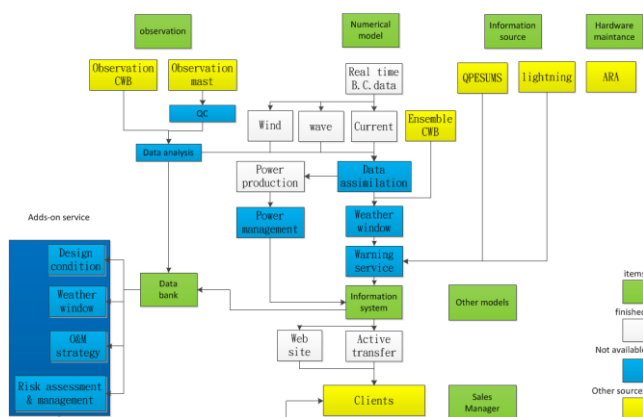 observation
Numerical
model
Information
source
Hardware
maintance
Observation
CWB
Observation
mast
Real time
B.C.data
QPESUMS
lightning
ARA
QC
Wind
wave
Current
Ensemble
CWB
Data analysis
Power
production
Data
assimilation
Adds-on service
Power
management
Weather
window
Design
condition
Warning
service
Data
bank
Weather
window
Information
system
Other models
items
finished
O&M
strategy
Web
site
Active
transfer
Not available
Risk assessment
& management
Clients
Sales
Manager
Other source